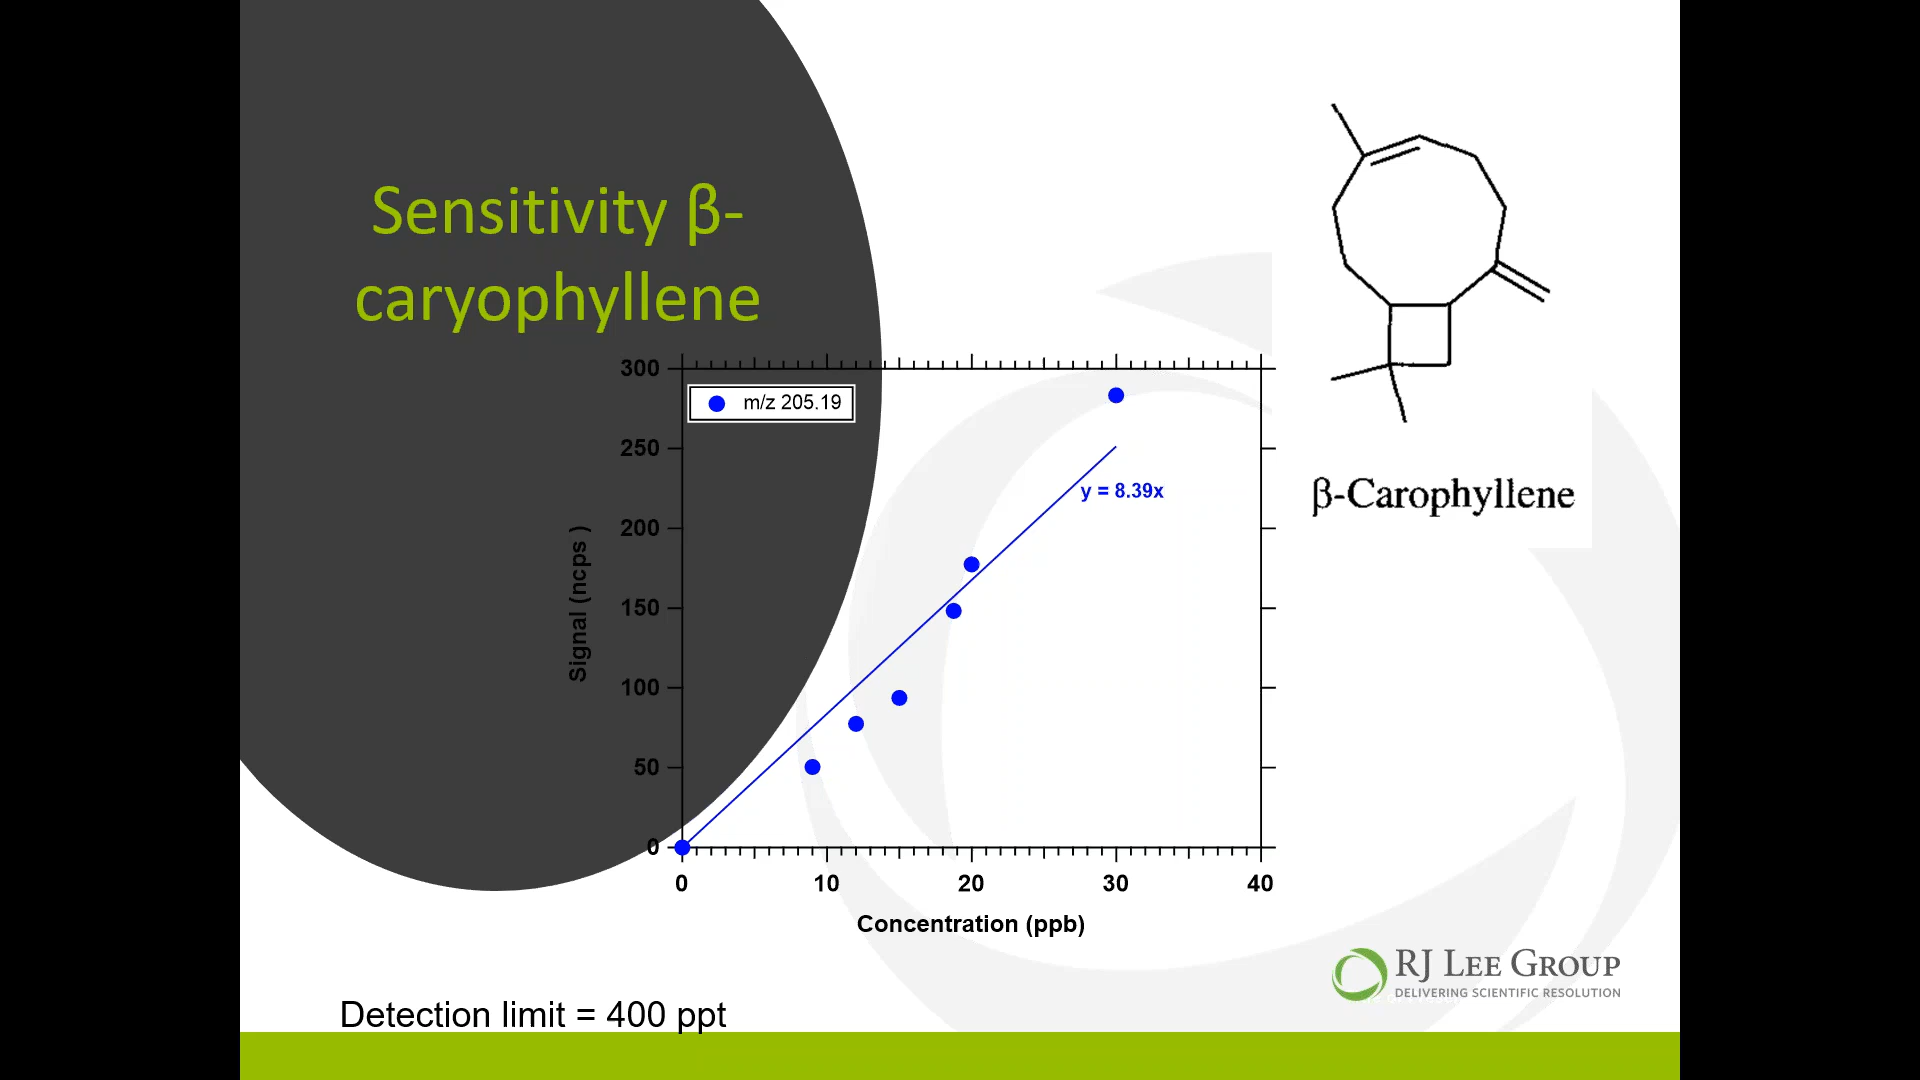 Sensitivity β-
caryophyllene
300
250
200
150
100
50
0
Signal (ncps )
m/z 205.19
y = 8.39x
0 10 20 30 40
Concentration (ppb)
β-Carophyllene
RJ LEE GROUP
DELIVERING SCIENTIFIC RESOLUTION
Detection limit = 400 ppt